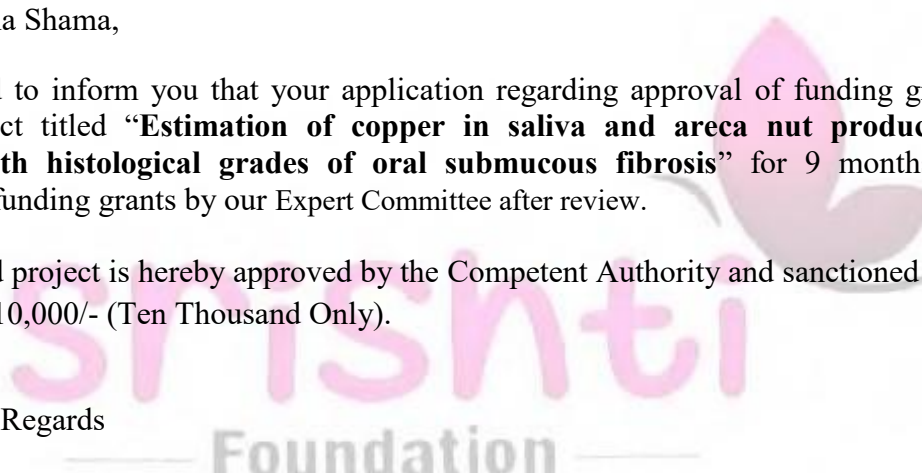 a Shama,
to inform you that your application regarding approval of funding g
ct titled “Estimation of copper in saliva and areca nut produc
th histological grades of oral submucous fibrosis” for 9 month
funding grants by our Expert Committee after review.
project is hereby approved by the Competent Authority and sanctioned
10,000/- (Ten Thousand Only).
srishti
Regards
Foundation